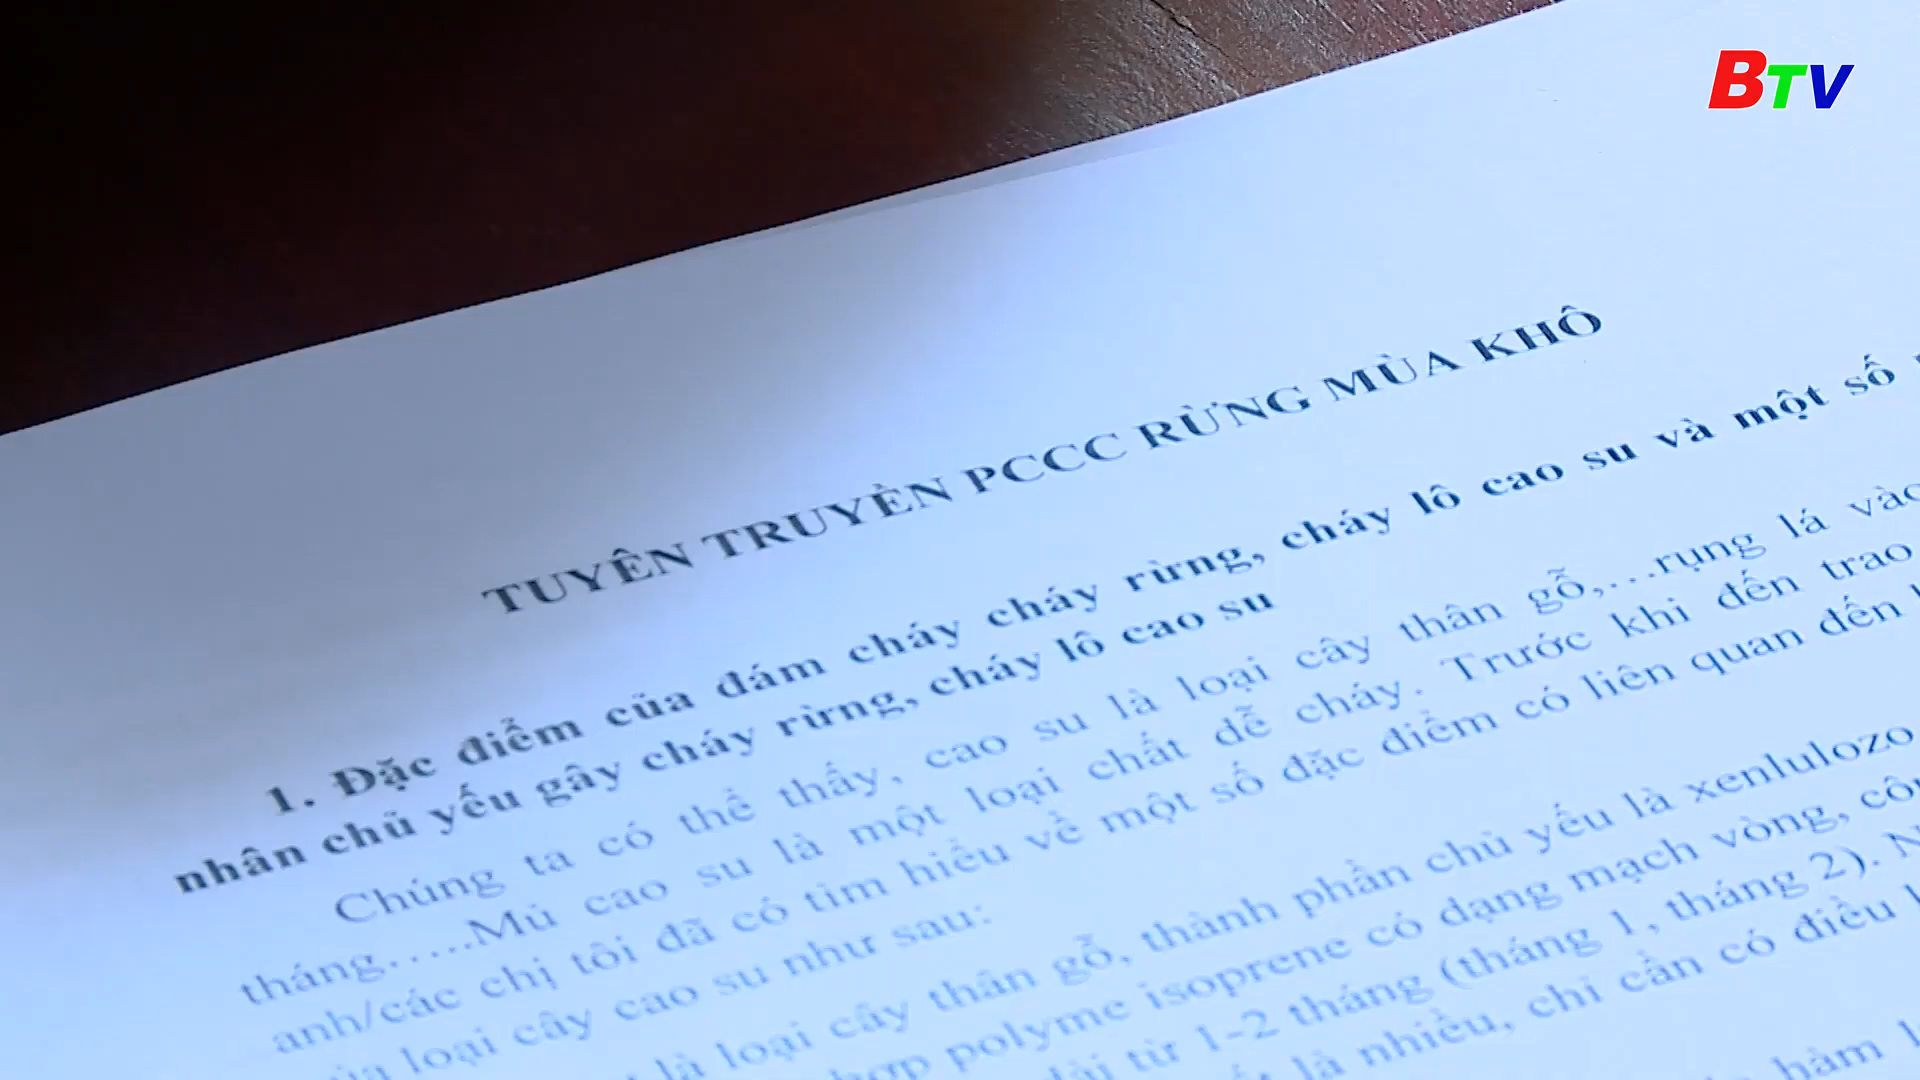 BTV
TUYÊN TRUYỀN PCCC RỪNG MÙA KHÔ
1. Đặc điểm của đám cháy cháy rừng, cháy lô cao su và một số
nhân chủ yếu gây cháy rừng, cháy lô cao su
Chúng ta có thể thấy, cao su là loại cây thân gỗ,…rụng lá vào
tháng…..Mủ cao su là một loại chất dễ cháy. Trước khi đến trao
anh/các chị tôi đã có tìm hiểu về một số đặc điểm có liên quan đến
loại cây cao su như sau:
là loại cây thân gỗ, thành phần chủ yếu là xenlulozo
hợp polyme isoprene có dạng mạch vòng,
dài từ 1-2 tháng (tháng 1, tháng 2).
là nhiều, chỉ cần có điều
hàm